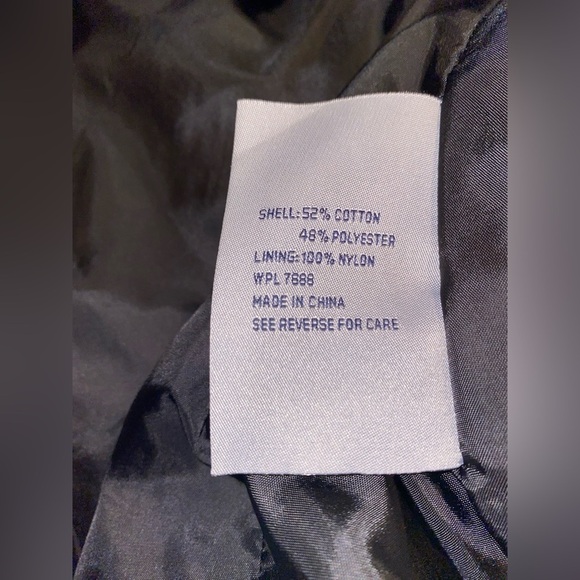 SHELL: 52% COTTON
48% POLYESTER
LINING: 100% NYLON
WPL 7688
MADE IN CHINA
SEE REVERSE FOR CARE